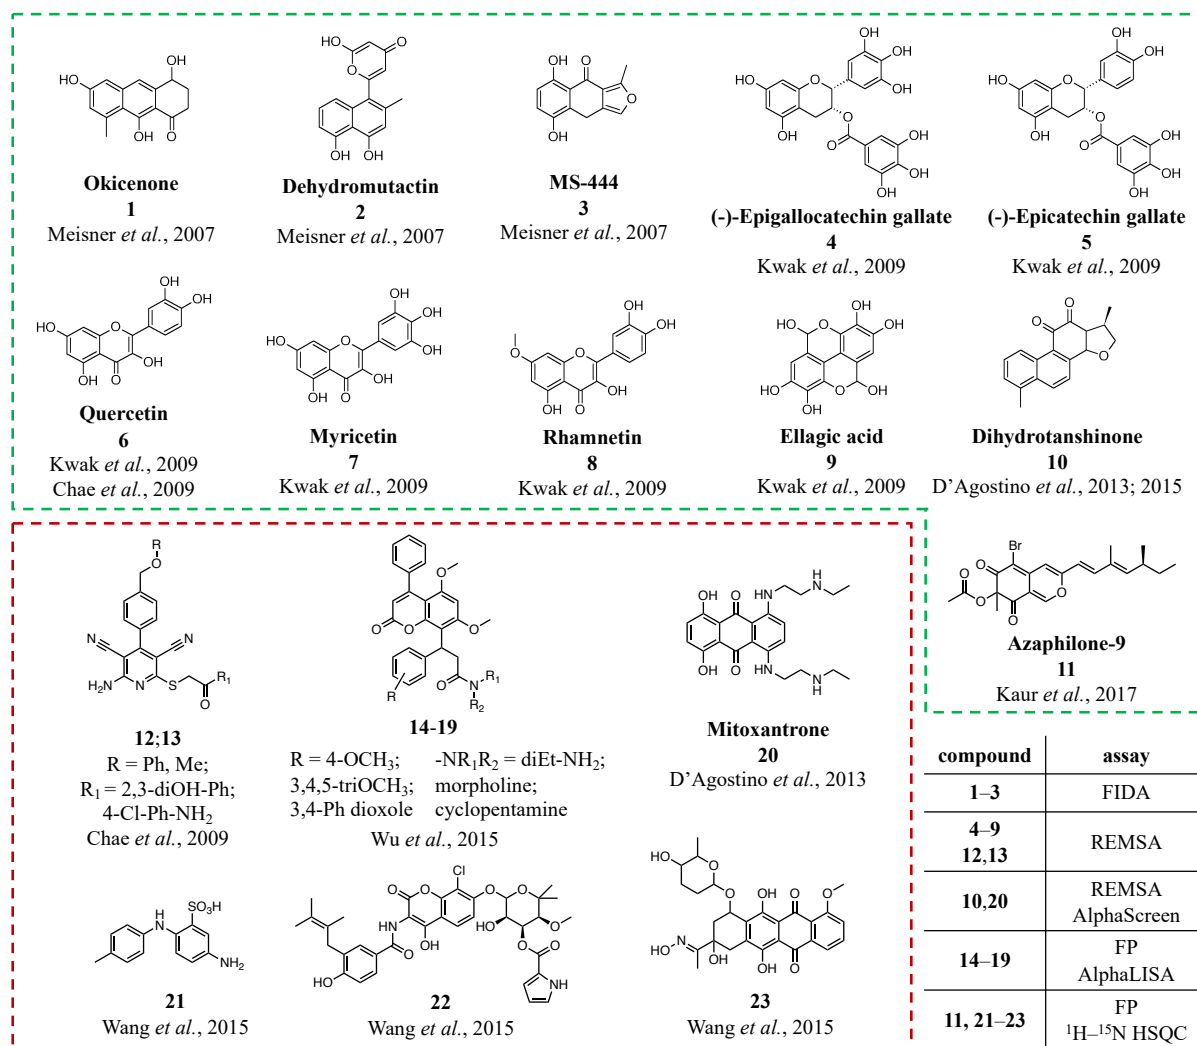 Okicenone
1
Meisner et al., 2007
Dehydromutactin
2
Meisner et al., 2007
MS-444
3
Meisner et al., 2007
(-)-Epigallocatechin gallate
4
Kwak et al., 2009
(-)-Epicatechin gallate
5
Kwak et al., 2009
Quercetin
6
Kwak et al., 2009
Chae et al., 2009
Myricetin
7
Kwak et al., 2009
Rhamnetin
8
Kwak et al., 2009
Ellagic acid
9
Kwak et al., 2009
Dihydrotanshinone
10
D'Agostino et al., 2013; 2015
Azaphilone-9
11
Kaur et al., 2017
12;13
R = Ph, Me;
R₁ = 2,3-diOH-Ph;
4-Cl-Ph-NH₂
Chae et al., 2009
14-19
R = 4-OCH₃; -NR₁R₂ = diEt-NH₂;
3,4,5-triOCH₃; morpholine;
3,4-Ph dioxole cyclopentamine
Wu et al., 2015
Mitoxantrone
20
D'Agostino et al., 2013
21
Wang et al., 2015
22
Wang et al., 2015
23
Wang et al., 2015
compound assay
1–3 FIDA
4–9
12,13 REMSA
10,20 REMSA
AlphaScreen
14–19 FP
AlphaLISA
11, 21–23 FP
¹H–¹⁵N HSQC